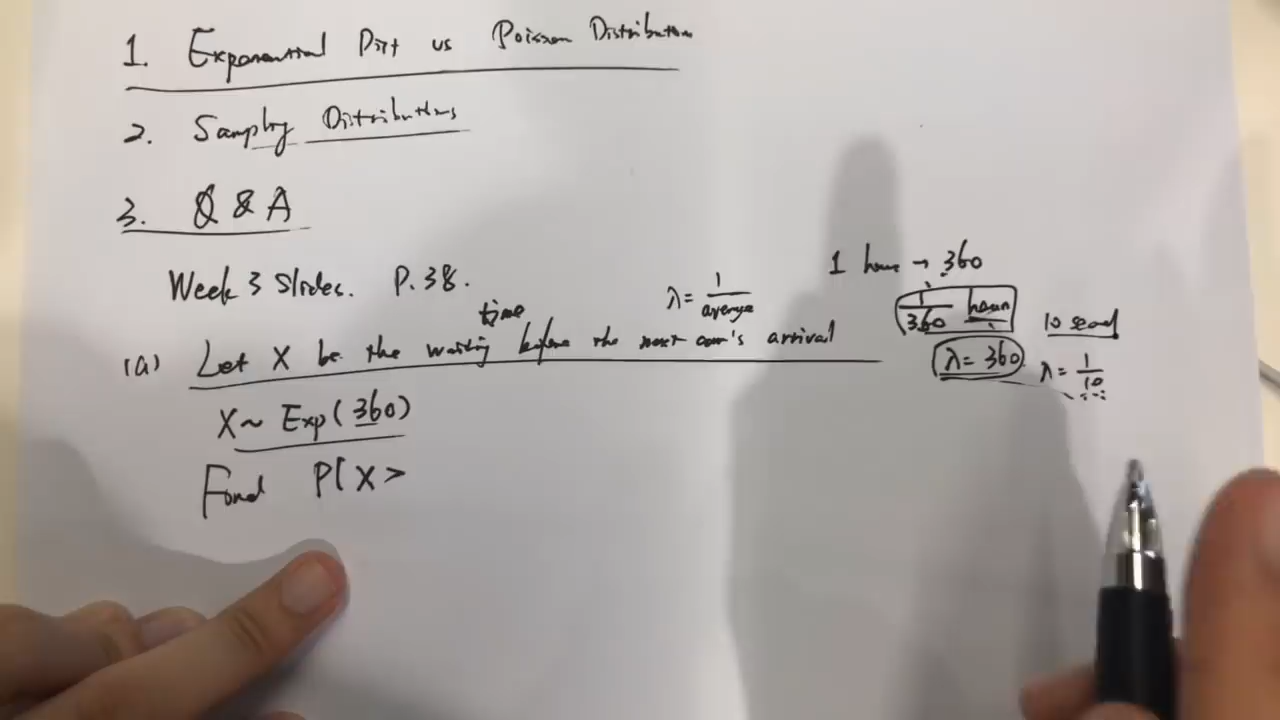 1. Exponential Dist vs Poisson Distribution
2. Sampling Distributions
3. Q & A
Week 3 Slides. P.38.
(a) Let X be the waiting time before the next car's arrival
X ~ Exp(360)
Find P(X >
λ = 1/average
1 hour → 360
1/360 hour
λ = 360
10 second
λ = 1/10